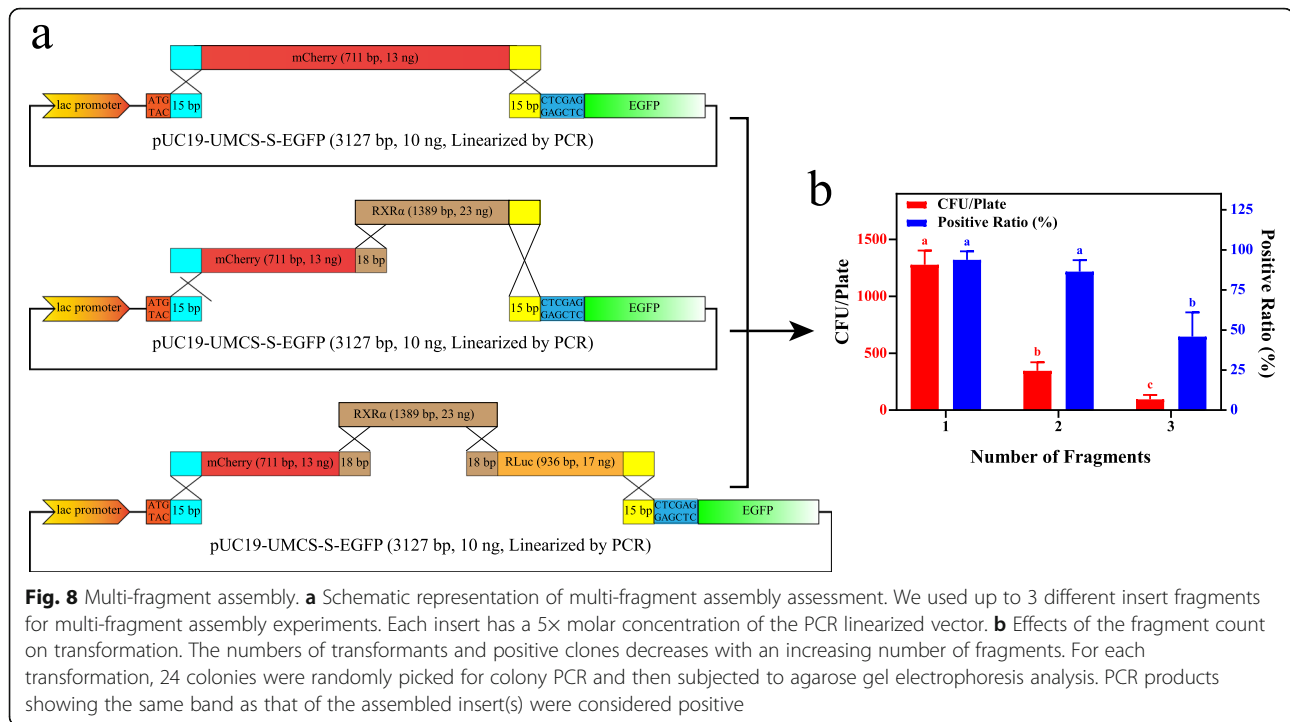 a
mCherry (711 bp, 13 ng)
lac promoter
ATG
TAC
15 bp
15 bp
CTCGAG
GAGCTC
EGFP
pUC19-UMCS-S-EGFP (3127 bp, 10 ng, Linearized by PCR)
RXRα (1389 bp, 23 ng)
mCherry (711 bp, 13 ng)
18 bp
lac promoter
ATG
TAC
15 bp
15 bp
CTCGAG
GAGCTC
EGFP
pUC19-UMCS-S-EGFP (3127 bp, 10 ng, Linearized by PCR)
RXRα (1389 bp, 23 ng)
mCherry (711 bp, 13 ng)
18 bp
18 bp
RLuc (936 bp, 17 ng)
lac promoter
ATG
TAC
15 bp
15 bp
CTCGAG
GAGCTC
EGFP
pUC19-UMCS-S-EGFP (3127 bp, 10 ng, Linearized by PCR)
b
CFU/Plate
Positive Ratio (%)
CFU/Plate
1500
1000
500
0
a
a
b
a
c
b
125
100
75
50
25
0
Positive Ratio (%)
1
2
3
Number of Fragments
Fig. 8 Multi-fragment assembly. a Schematic representation of multi-fragment assembly assessment. We used up to 3 different insert fragments
for multi-fragment assembly experiments. Each insert has a 5× molar concentration of the PCR linearized vector. b Effects of the fragment count
on transformation. The numbers of transformants and positive clones decreases with an increasing number of fragments. For each
transformation, 24 colonies were randomly picked for colony PCR and then subjected to agarose gel electrophoresis analysis. PCR products
showing the same band as that of the assembled insert(s) were considered positive